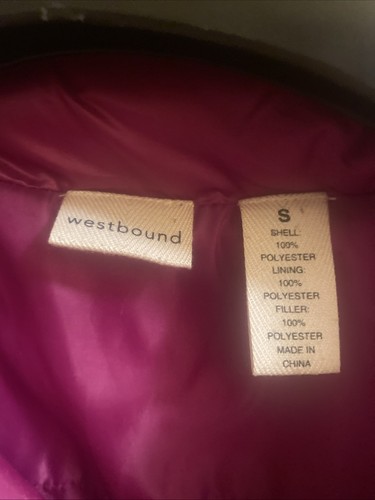 westbound
S
SHELL:
100%
POLYESTER
LINING:
100%
POLYESTER
FILLER:
100%
POLYESTER
MADE IN
CHINA